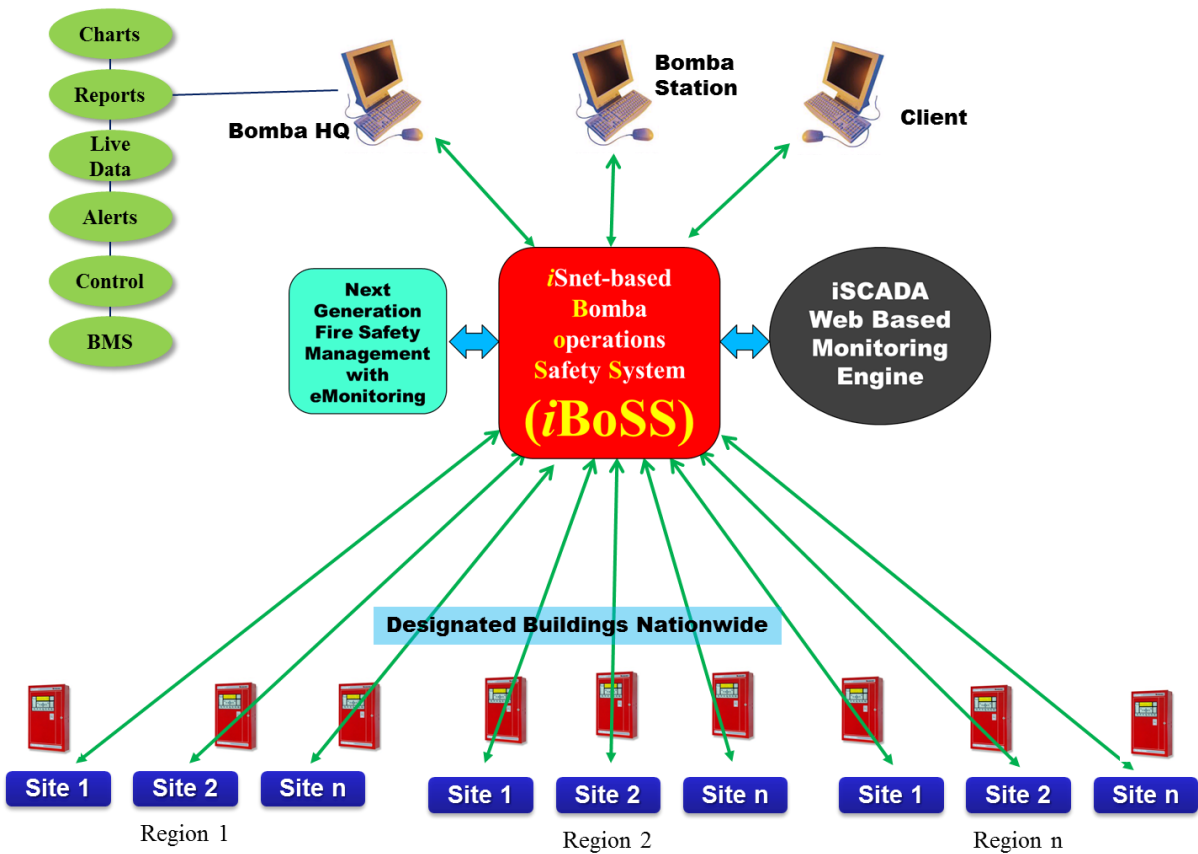 Charts
Reports
Live
Data
Alerts
Control
BMS
Bomba HQ
Bomba
Station
Client
Next
Generation
Fire Safety
Management
with
eMonitoring
iSnet-based
Bomba
operations
Safety System
(iBoSS)
iSCADA
Web Based
Monitoring
Engine
Designated Buildings Nationwide
Site 1
Site 2
Site n
Site 1
Site 2
Site n
Site 1
Site 2
Site n
Region 1
Region 2
Region n